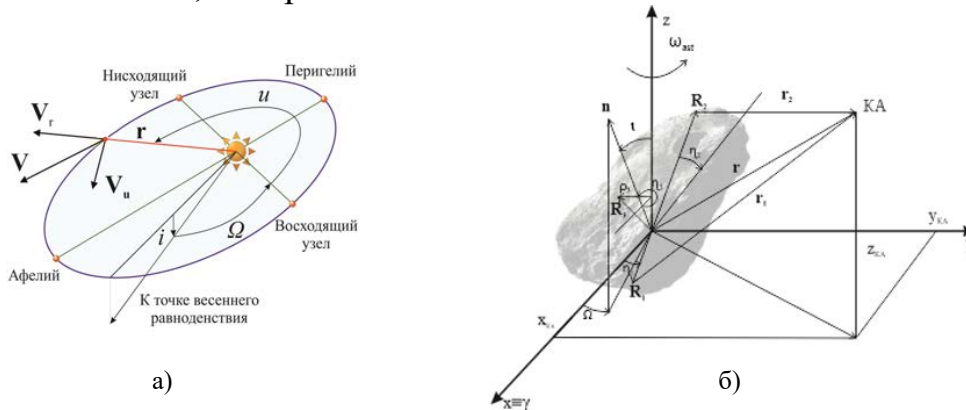 Нисходящий
узел
Перигелий
u
V_r
r
V
V_u
Ω
i
Восходящий
узел
Афелий
К точке весеннего
равноденствия
а)
z
ω_ast
n
R_2
r_2
КА
t
η_2
r
r_1
y_КА
z_КА
R_1
x_КА
Ω
x≡γ
б)